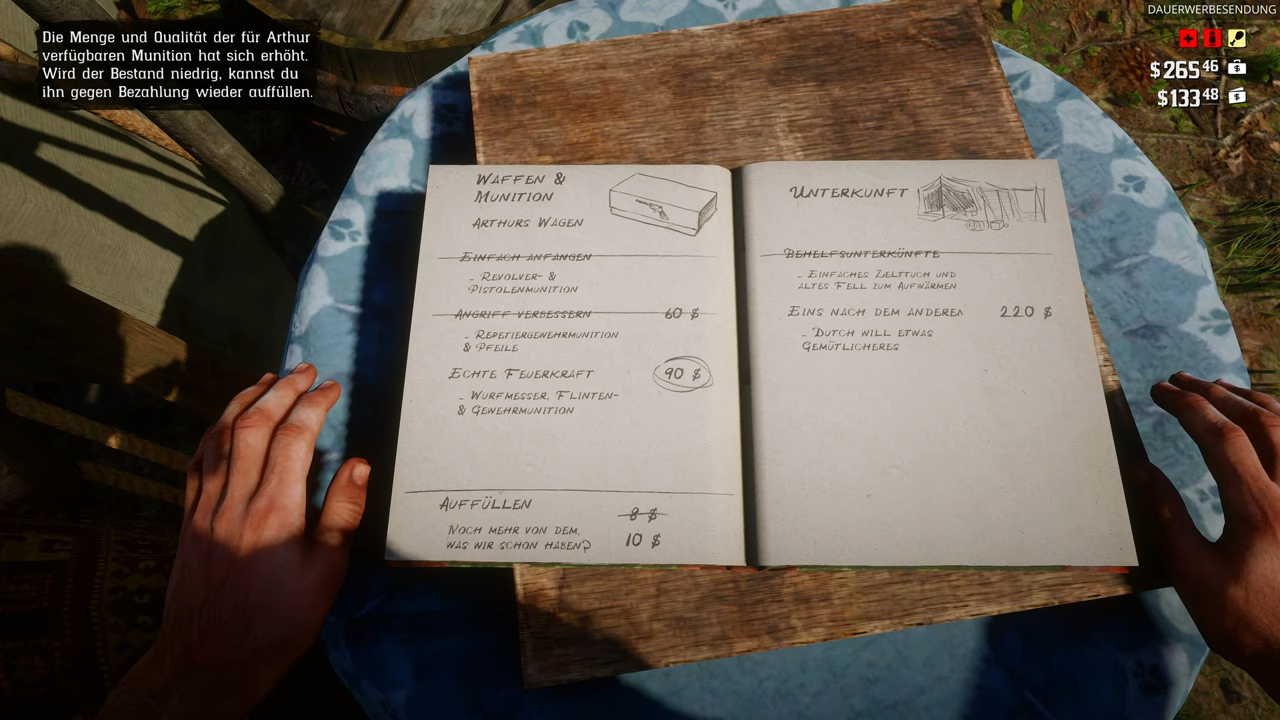 DAUERWERBESENDUNG
Die Menge und Qualität der für Arthur
verfügbaren Munition hat sich erhöht.
Wird der Bestand niedrig, kannst du
ihn gegen Bezahlung wieder auffüllen.
$265 46
$133 48
WAFFEN &
MUNITION
ARTHURS WAGEN
EINFACH ANFANGEN
- REVOLVER- &
PISTOLENMUNITION
ANGRIFF VERBESSERN 60 $
- REPETIERGEWEHRMUNITION
& PFEILE
ECHTE FEUERKRAFT 90 $
- WURFMESSER, FLINTEN-
& GEWEHRMUNITION
AUFFÜLLEN 8 $
NOCH MEHR VON DEM,
WAS WIR SCHON HABEN? 10 $
UNTERKUNFT
BEHELFSUNTERKÜNFTE
- EINFACHES ZELTTUCH UND
ALTES FELL ZUM AUFWÄRMEN
EINS NACH DEM ANDEREN 220 $
- DUTCH WILL ETWAS
GEMÜTLICHERES